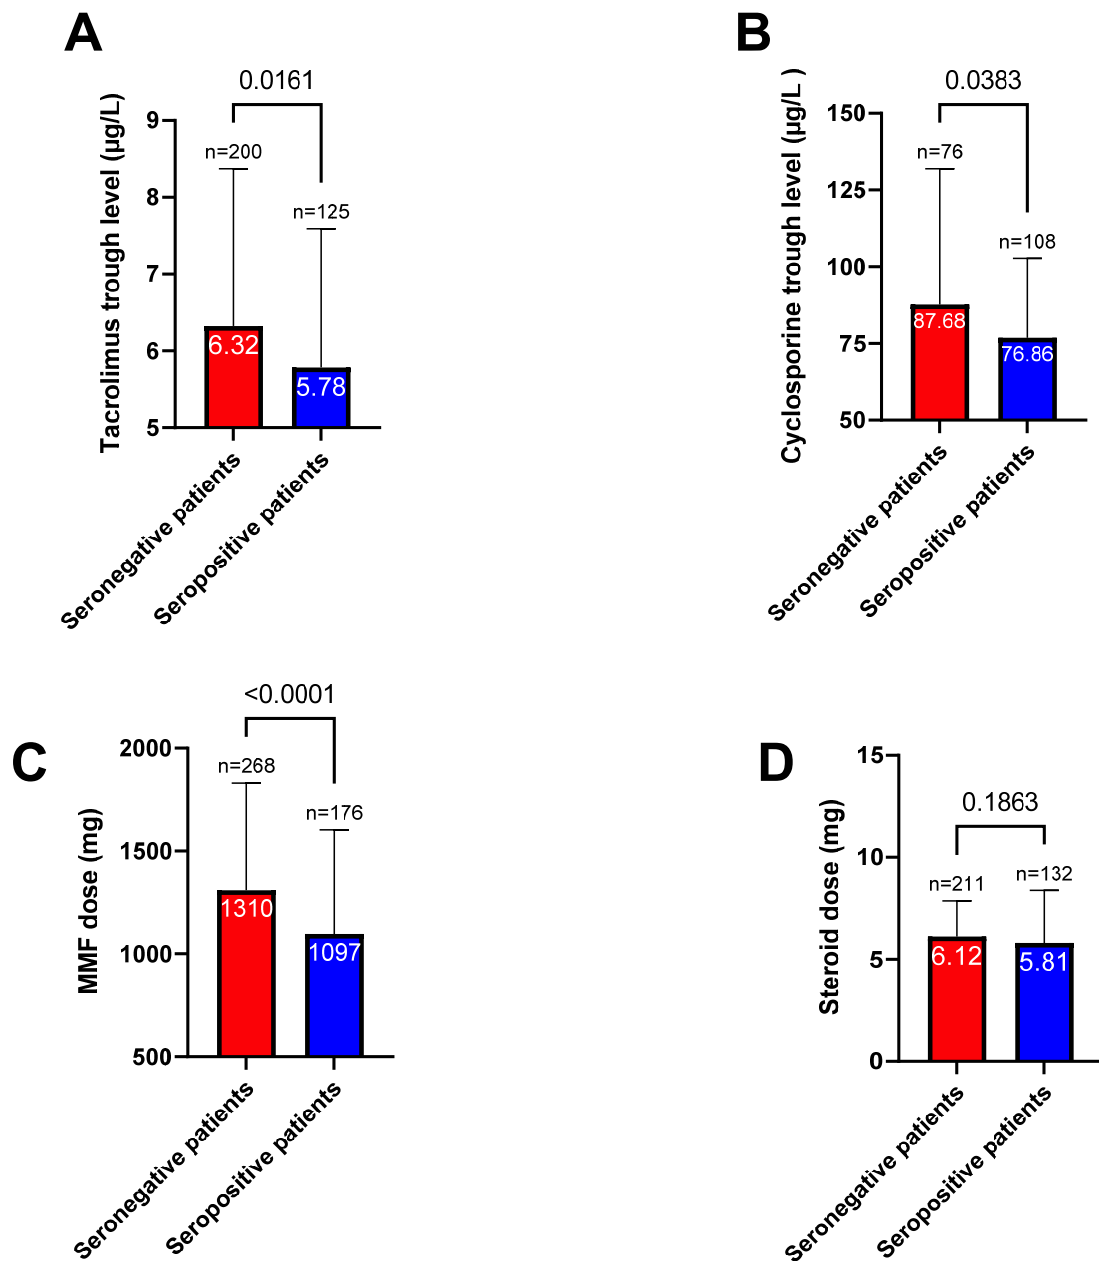 A
0.0161
Tacrolimus trough level (µg/L)
9
8
7
6
5
n=200
n=125
6.32
5.78
Seronegative patients
Seropositive patients
B
0.0383
Cyclosporine trough level (µg/L )
150
125
100
75
50
n=76
n=108
87.68
76.86
Seronegative patients
Seropositive patients
C
<0.0001
MMF dose (mg)
2000
1500
1000
500
n=268
n=176
1310
1097
Seronegative patients
Seropositive patients
D
0.1863
Steroid dose (mg)
15
10
5
0
n=211
n=132
6.12
5.81
Seronegative patients
Seropositive patients